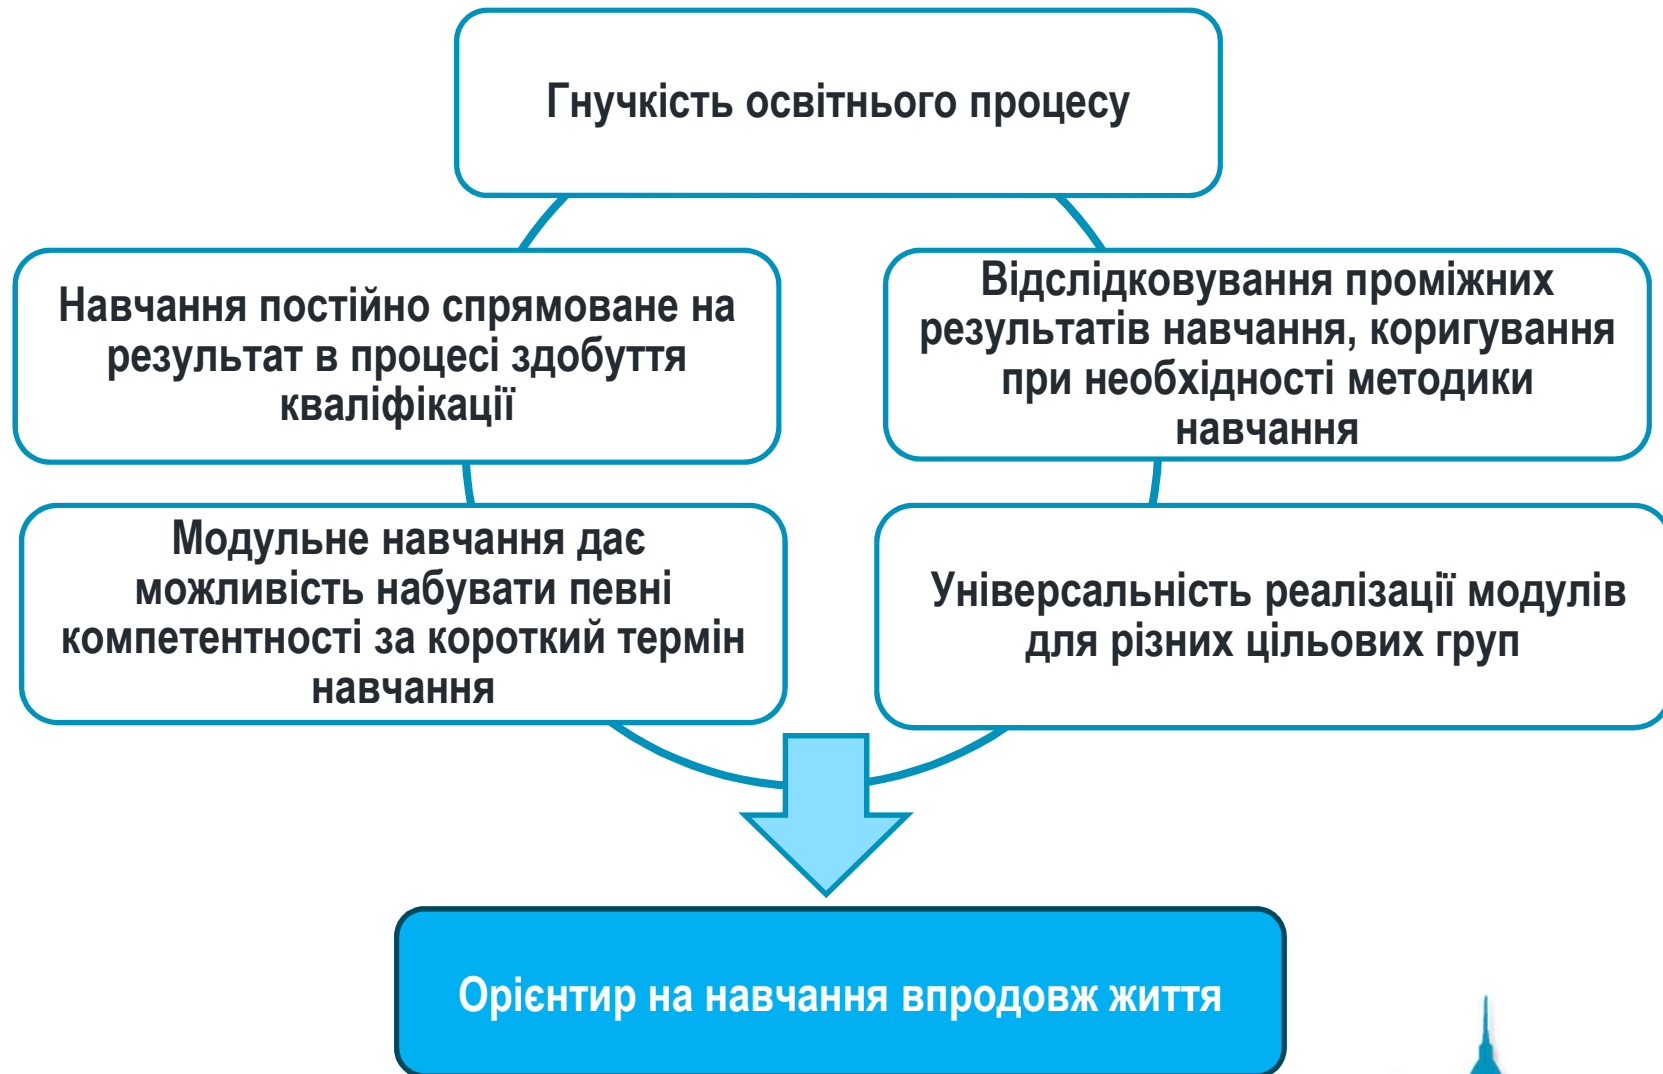 Гнучкість освітнього процесу
Навчання постійно спрямоване на
результат в процесі здобуття
кваліфікації
Відслідковування проміжних
результатів навчання, коригування
при необхідності методики
навчання
Модульне навчання дає
можливість набувати певні
компетентності за короткий термін
навчання
Універсальність реалізації модулів
для різних цільових груп
Орієнтир на навчання впродовж життя